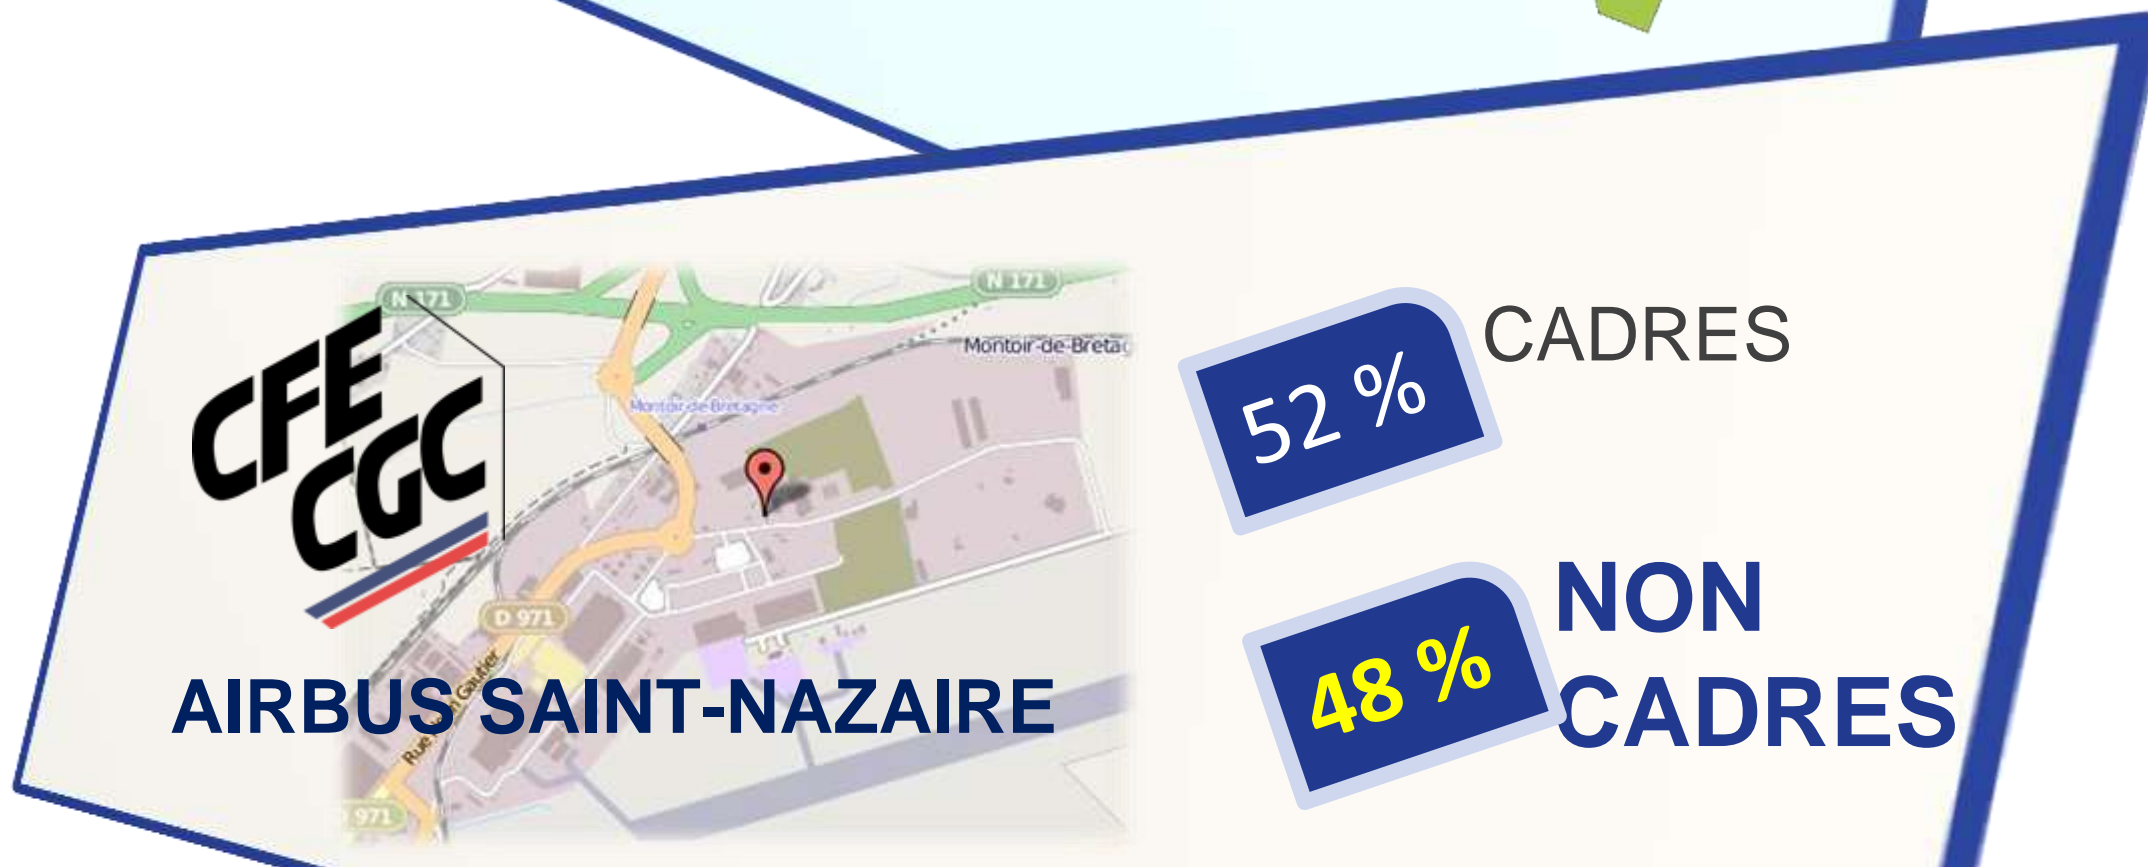 N 171
N 171
Montoir-de-Bretag
Montoir-de-Bretagne
CFE
CGC
D 971
AIRBUS SAINT-NAZAIRE
971
52 %
CADRES
48 %
NON
CADRES